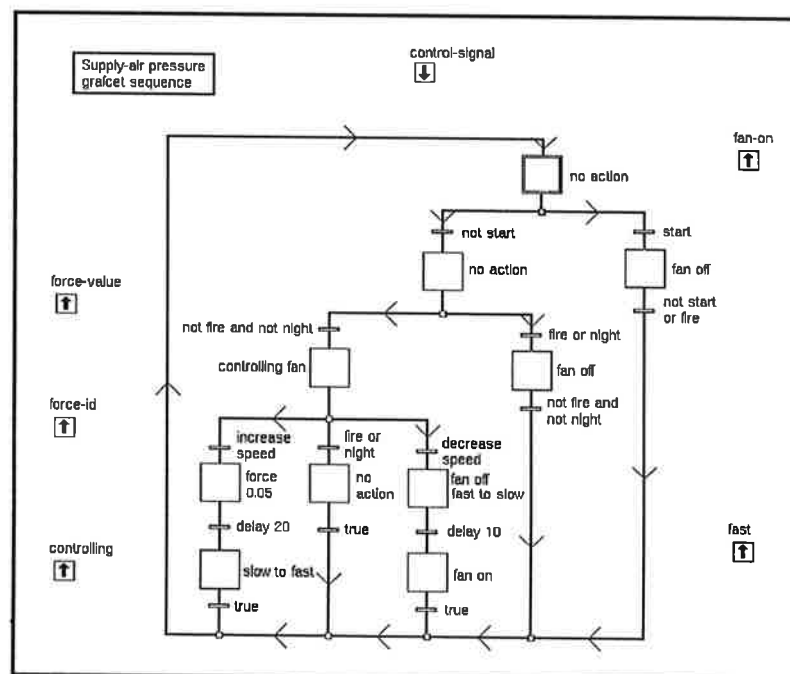 Supply-air pressure
grafcet sequence
control-signal
fan-on
no action
not start
start
no action
fan off
force-value
not start
or fire
not fire and not night
fire or night
controlling fan
fan off
force-id
not fire and
not night
increase
speed
fire or
night
decrease
speed
force
0.05
no
action
fan off
fast to slow
delay 20
true
delay 10
fast
controlling
slow to fast
fan on
true
true